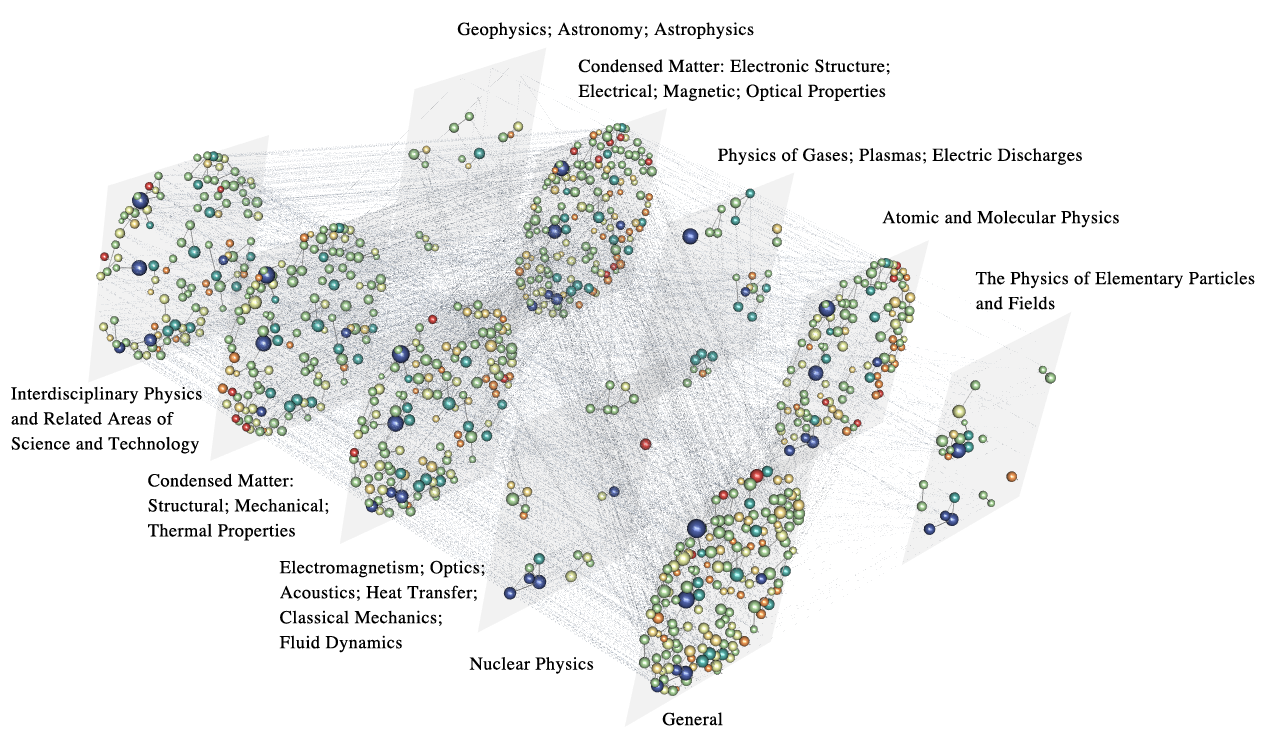 Geophysics; Astronomy; Astrophysics
Condensed Matter: Electronic Structure;
Electrical; Magnetic; Optical Properties
Physics of Gases; Plasmas; Electric Discharges
Atomic and Molecular Physics
The Physics of Elementary Particles
and Fields
Interdisciplinary Physics
and Related Areas of
Science and Technology
Condensed Matter:
Structural; Mechanical;
Thermal Properties
Electromagnetism; Optics;
Acoustics; Heat Transfer;
Classical Mechanics;
Fluid Dynamics
Nuclear Physics
General